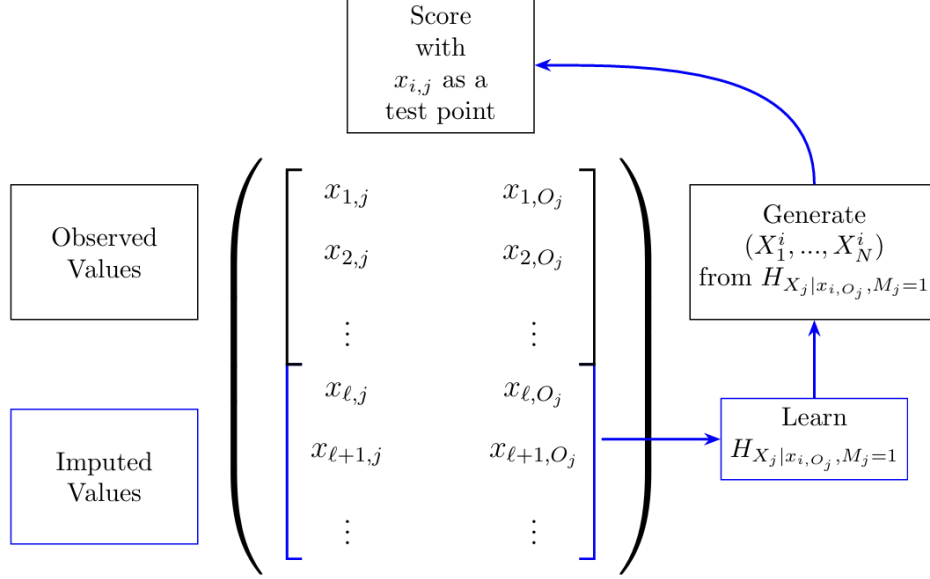 Score
with
x_{i,j} as a
test point
Observed
Values
x_{1,j} x_{1,O_j}
x_{2,j} x_{2,O_j}
⋮ ⋮
x_{ℓ,j} x_{ℓ,O_j}
x_{ℓ+1,j} x_{ℓ+1,O_j}
⋮ ⋮
Imputed
Values
Generate
(X_1^i, ..., X_N^i)
from H_{X_j|x_{i,O_j},M_j=1}
Learn
H_{X_j|x_{i,O_j},M_j=1}